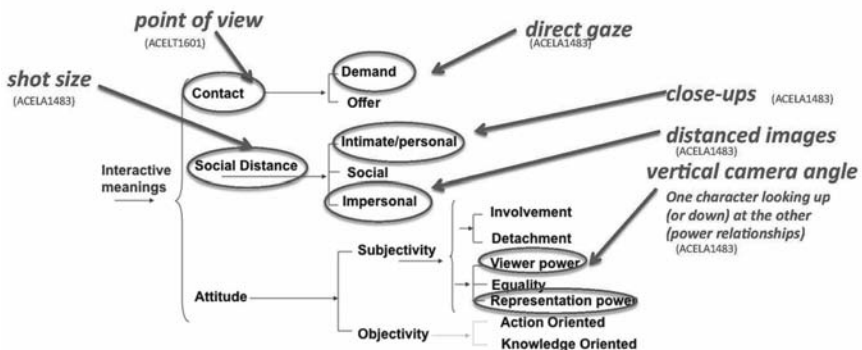 point of view
(ACELT1601)
direct gaze
(ACELA1483)
shot size
(ACELA1483)
Contact
Demand
Offer
close-ups (ACELA1483)
distanced images
(ACELA1483)
Interactive
meanings
Social Distance
Intimate/personal
Social
Impersonal
vertical camera angle
One character looking up
(or down) at the other
(power relationships)
(ACELA1483)
Attitude
Subjectivity
Involvement
Detachment
Viewer power
Equality
Representation power
Objectivity
Action Oriented
Knowledge Oriented